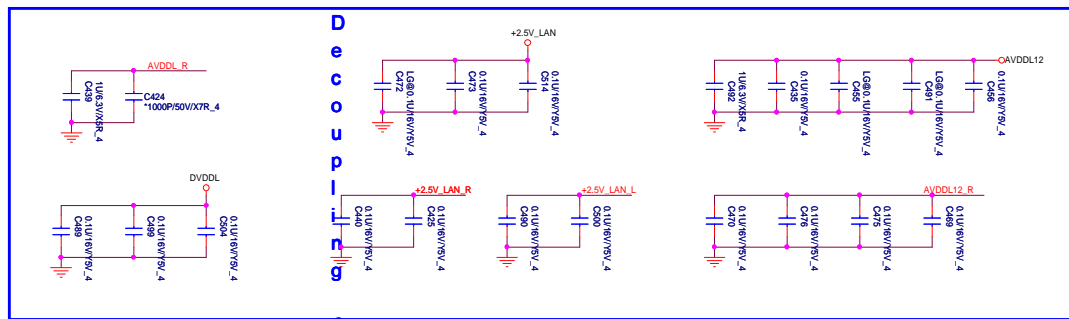 Decoupling
AVDDL_R
C439
1U/6.3V/X5R_4
C424
*1000P/50V/X7R_4
+2.5V_LAN
C472
LG@0.1U/16V/Y5V_4
C473
0.1U/16V/Y5V_4
C514
0.1U/16V/Y5V_4
AVDDL12
C492
1U/6.3V/X5R_4
C435
0.1U/16V/Y5V_4
C455
LG@0.1U/16V/Y5V_4
C491
LG@0.1U/16V/Y5V_4
C456
0.1U/16V/Y5V_4
DVDDL
C489
0.1U/16V/Y5V_4
C499
0.1U/16V/Y5V_4
C504
0.1U/16V/Y5V_4
+2.5V_LAN_R
C440
0.1U/16V/Y5V_4
C425
0.1U/16V/Y5V_4
+2.5V_LAN_L
C490
0.1U/16V/Y5V_4
C500
0.1U/16V/Y5V_4
AVDDL12_R
C470
0.1U/16V/Y5V_4
C476
0.1U/16V/Y5V_4
C475
0.1U/16V/Y5V_4
C469
0.1U/16V/Y5V_4